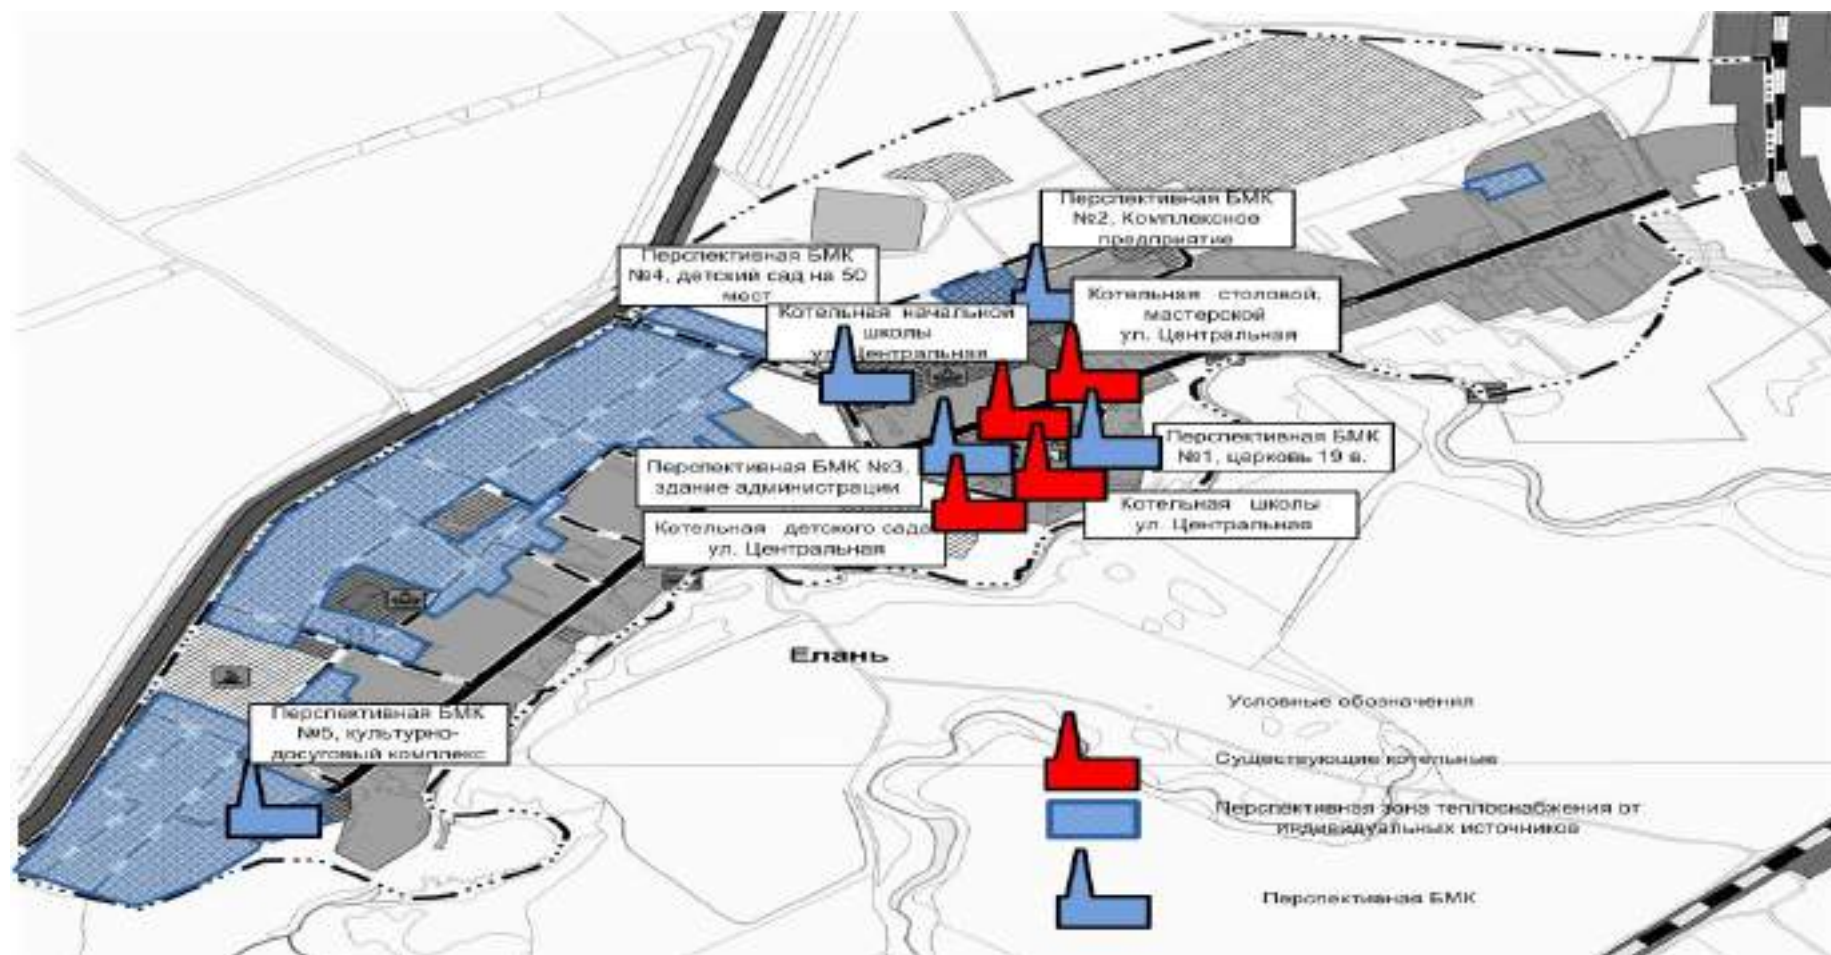 Перспективная БМК
№2, Комплексное
предприятие
Перспективная БМК
№4, детский сад на 50
мест
Котельная столовой,
мастерской
ул. Центральная
Котельная начальной
школы
ул. Центральная
Перспективная БМК
№1, церковь 19 в.
Перспективная БМК №3,
здание администрации
Котельная школы
ул. Центральная
Котельная детского сада
ул. Центральная
Елань
Перспективная БМК
№5, культурно-
досуговый комплекс
Условные обозначения
Существующие котельные
Перспективная зона теплоснабжения от
индивидуальных источников
Перспективная БМК